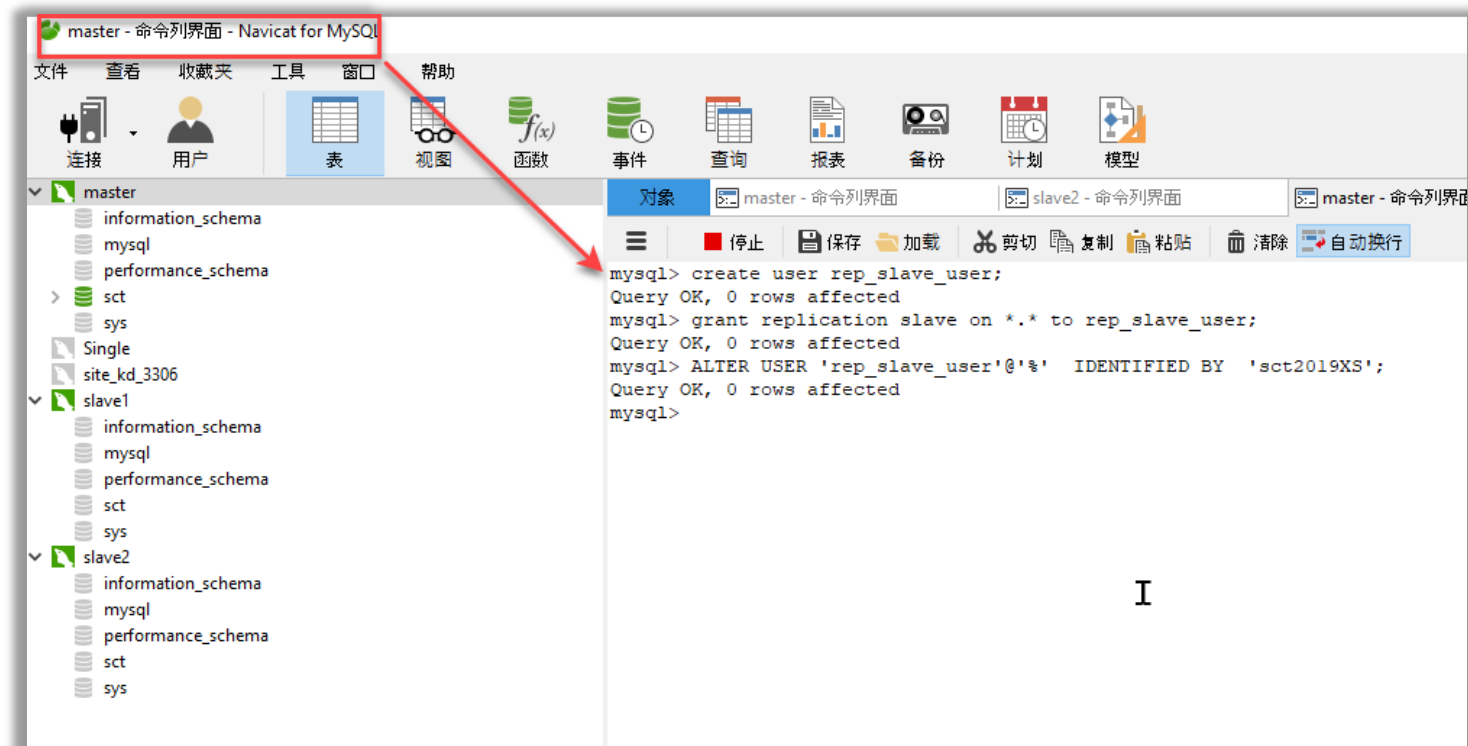 master - 命令列界面 - Navicat for MySQL
文件 查看 收藏夹 工具 窗口 帮助
连接 用户 表 视图 f(x) 函数 事件 查询 报表 备份 计划 模型
master
information_schema
mysql
performance_schema
sct
sys
Single
site_kd_3306
slave1
information_schema
mysql
performance_schema
sct
sys
slave2
information_schema
mysql
performance_schema
sct
sys
对象 master - 命令列界面 slave2 - 命令列界面 master - 命令列界面
停止 保存 加载 剪切 复制 粘贴 清除 自动换行
mysql> create user rep_slave_user;
Query OK, 0 rows affected
mysql> grant replication slave on *.* to rep_slave_user;
Query OK, 0 rows affected
mysql> ALTER USER 'rep_slave_user'@'%' IDENTIFIED BY 'sct2019XS';
Query OK, 0 rows affected
mysql>